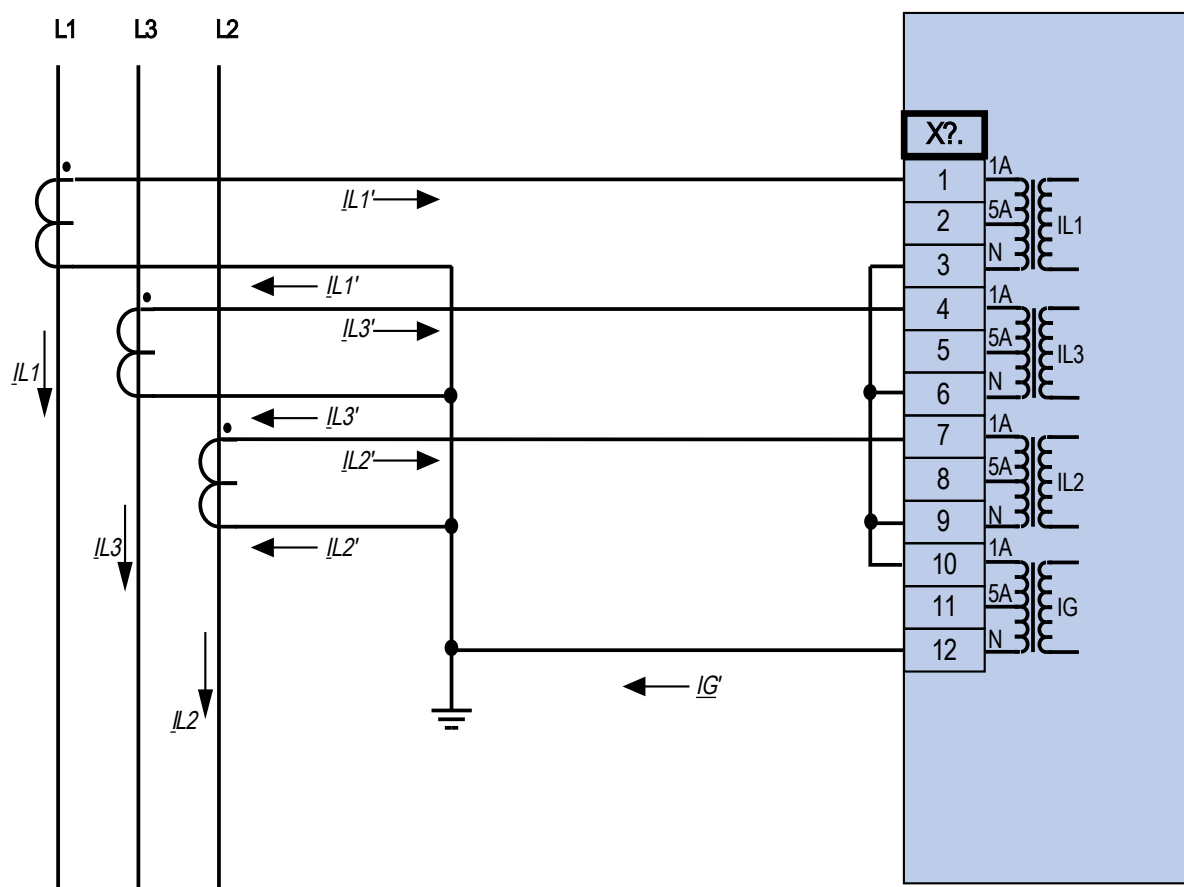 L1 L3 L2
X?.
1 1A
IL1'
2 5A IL1
3 N
IL1'
4 1A
IL3'
5 5A IL3
IL1
6 N
IL3'
7 1A
IL2'
8 5A IL2
9 N
IL3
IL2'
10 1A
11 5A IG
12 N
IG'
IL2